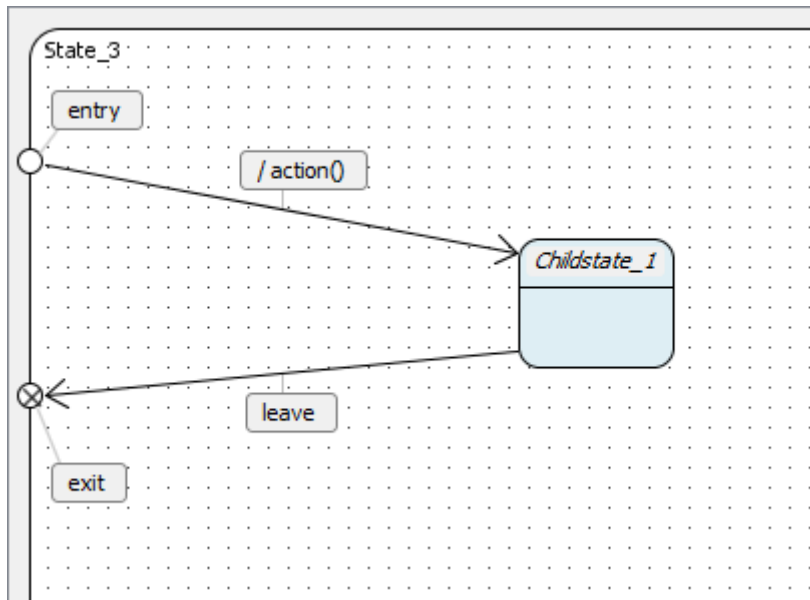 State_3
entry
/ action()
Childstate_1
leave
exit